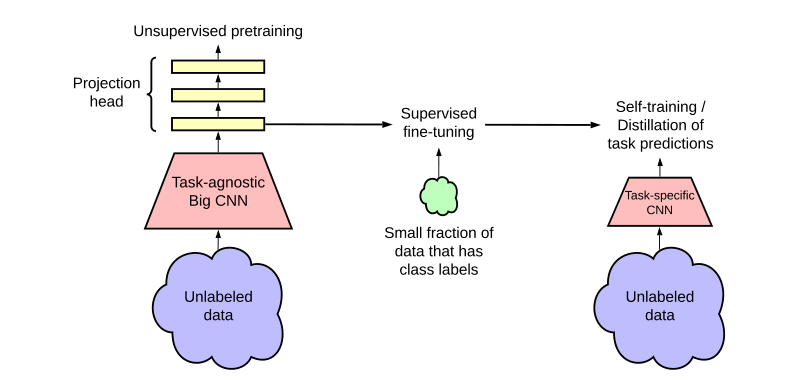 Unsupervised pretraining
Projection
head
Task-agnostic
Big CNN
Unlabeled
data
Supervised
fine-tuning
Small fraction of
data that has
class labels
Self-training /
Distillation of
task predictions
Task-specific
CNN
Unlabeled
data